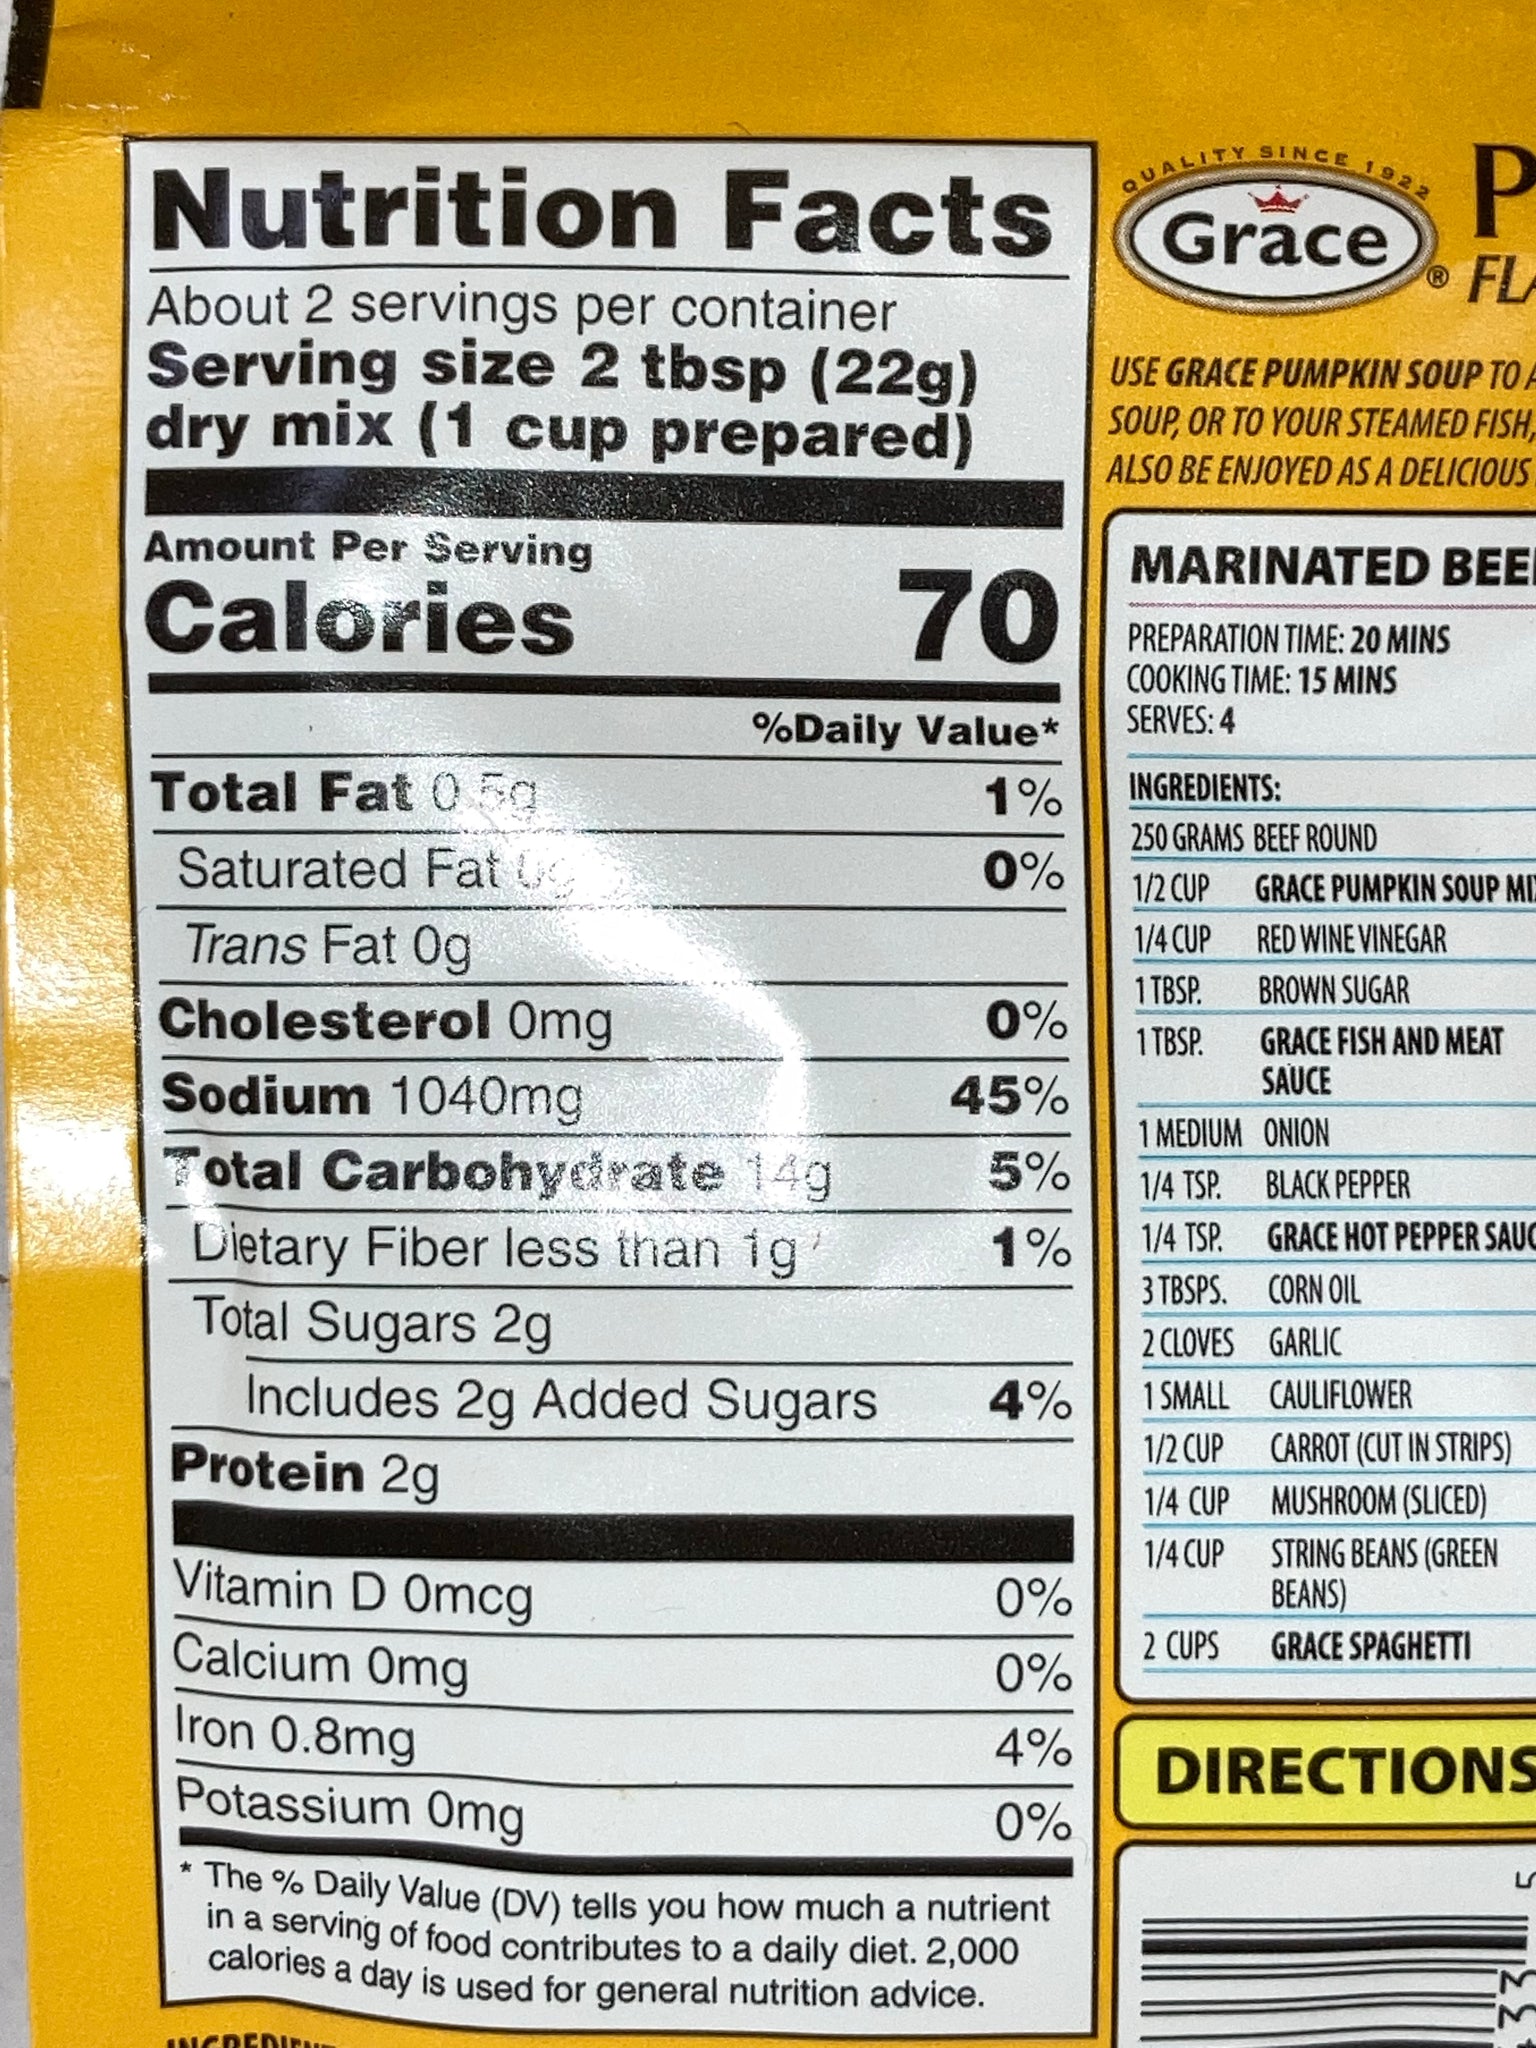 Nutrition Facts
About 2 servings per container
Serving size 2 tbsp (22g)
dry mix (1 cup prepared)
Amount Per Serving
Calories 70
%Daily Value*
Total Fat 0.5g 1%
Saturated Fat 0g 0%
Trans Fat 0g
Cholesterol 0mg 0%
Sodium 1040mg 45%
Total Carbohydrate 14g 5%
Dietary Fiber less than 1g 1%
Total Sugars 2g
Includes 2g Added Sugars 4%
Protein 2g
Vitamin D 0mcg 0%
Calcium 0mg 0%
Iron 0.8mg 4%
Potassium 0mg 0%
* The % Daily Value (DV) tells you how much a nutrient
in a serving of food contributes to a daily diet. 2,000
calories a day is used for general nutrition advice.
QUALITY SINCE 1922
Grace ®
USE GRACE PUMPKIN SOUP TO
SOUP, OR TO YOUR STEAMED FISH,
ALSO BE ENJOYED AS A DELICIOUS
MARINATED
PREPARATION TIME: 20 MINS
COOKING TIME: 15 MINS
SERVES: 4
INGREDIENTS:
250 GRAMS BEEF ROUND
1/2 CUP GRACE PUMPKIN SOUP
1/4 CUP RED WINE VINEGAR
1 TBSP. BROWN SUGAR
1 TBSP. GRACE FISH AND MEAT
SAUCE
1 MEDIUM ONION
1/4 TSP. BLACK PEPPER
1/4 TSP. GRACE HOT PEPPER
3 TBSPS. CORN OIL
2 CLOVES GARLIC
1 SMALL CAULIFLOWER
1/2 CUP CARROT (CUT IN STRIPS)
1/4 CUP MUSHROOM (SLICED)
1/4 CUP STRING BEANS (GREEN
BEANS)
2 CUPS GRACE SPAGHETTI
DIRECTIONS